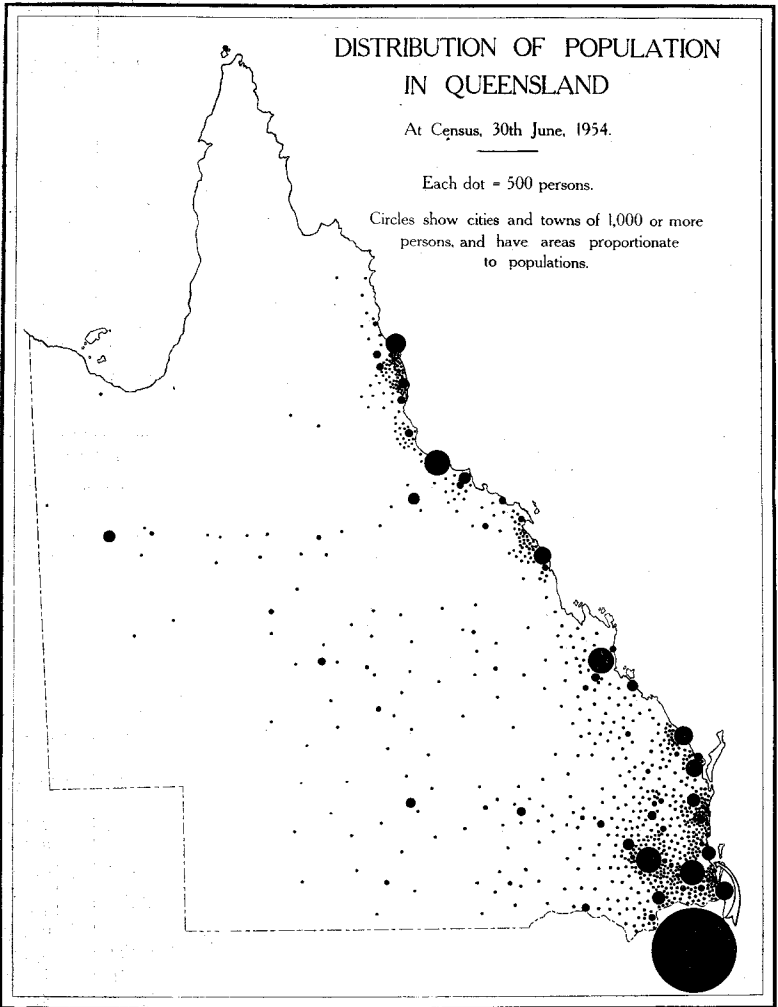 DISTRIBUTION OF POPULATION
IN QUEENSLAND
At Census, 30th June, 1954.
Each dot = 500 persons.
Circles show cities and towns of 1,000 or more
persons, and have areas proportionate
to populations.